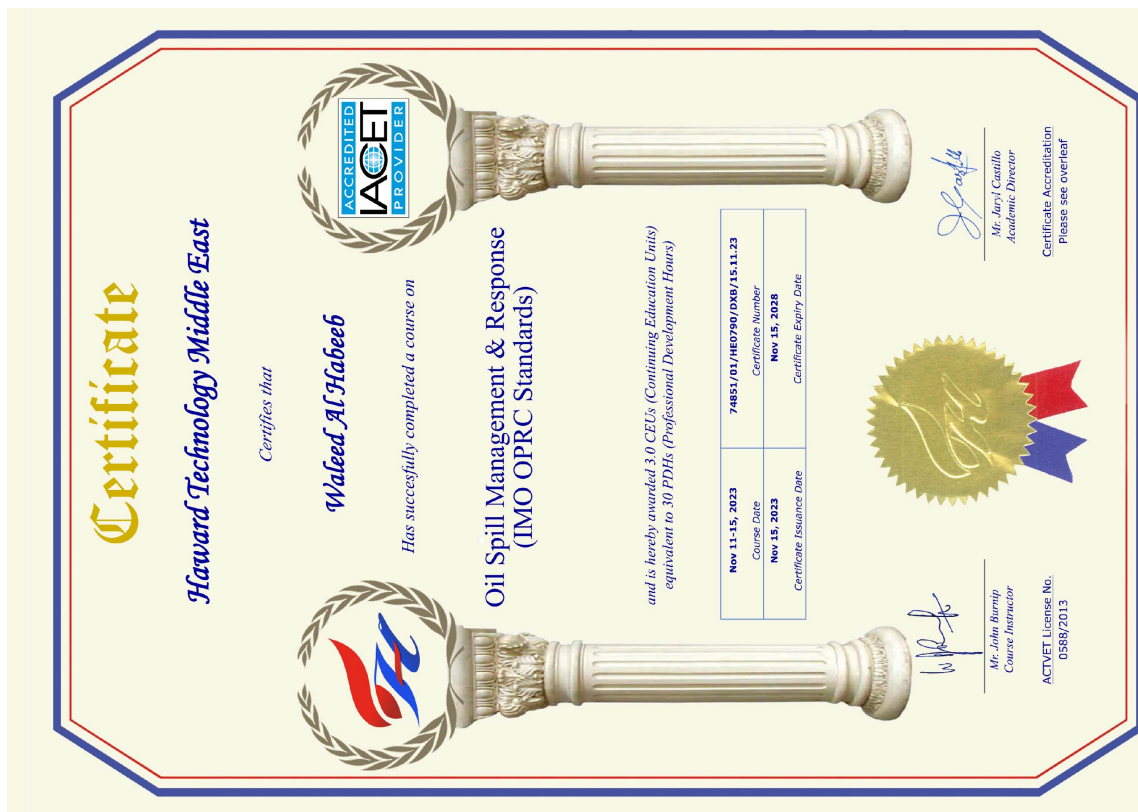 Certificate
Haward Technology Middle East
Certifies that
Waleed Al Habeeb
Has succesfully completed a course on
Oil Spill Management & Response
(IMO OPRC Standards)
and is hereby awarded 3.0 CEUs (Continuing Education Units)
equivalent to 30 PDHs (Professional Development Hours)
ACCREDITED
IACET
PROVIDER
Nov 11-15, 2023 74851/01/HE0790/DXB/15.11.23
Course Date Certificate Number
Nov 15, 2023 Nov 15, 2028
Certificate Issuance Date Certificate Expiry Date
Mr. John Burnip
Course Instructor
ACTVET License No.
0588/2013
Mr. Jaryl Castillo
Academic Director
Certificate Accreditation
Please see overleaf